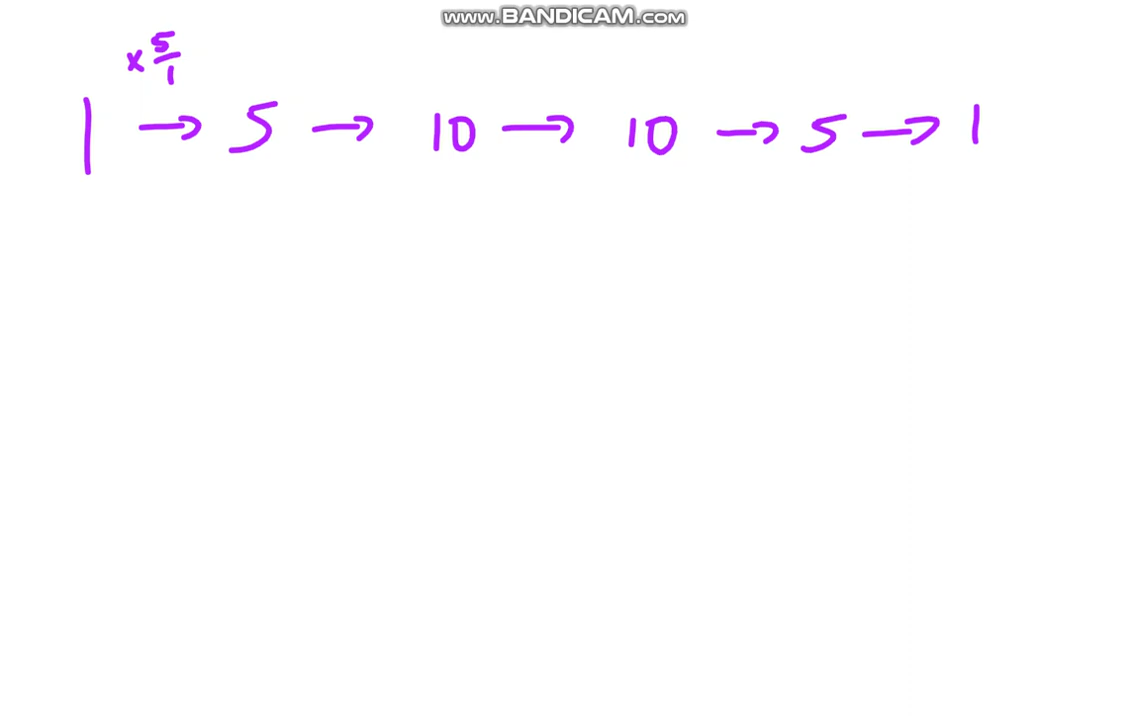 WWW.BANDICAM.COM
x 5/1
1 → 5 → 10 → 10 → 5 → 1